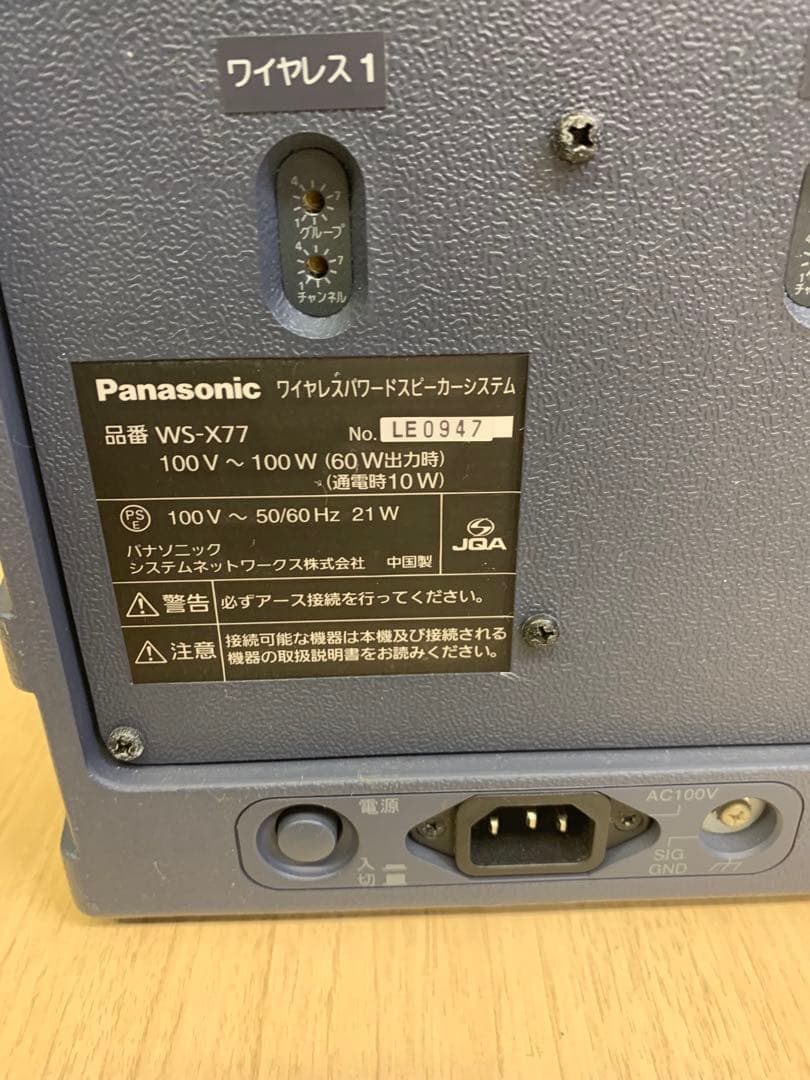 ワイヤレス1
4 7
1
グループ
4 7
1
チャンネル
Panasonic ワイヤレスパワードスピーカーシステム
品番 WS-X77 No. LE0947
100V～100W (60W出力時)
(通電時10W)
PS E 100V～50/60Hz 21W
JQA
パナソニック
システムネットワークス株式会社 中国製
警告 必ずアース接続を行ってください。
注意 接続可能な機器は本機及び接続される
機器の取扱説明書をお読みください。
電源
入
切
AC100V
SIG
GND